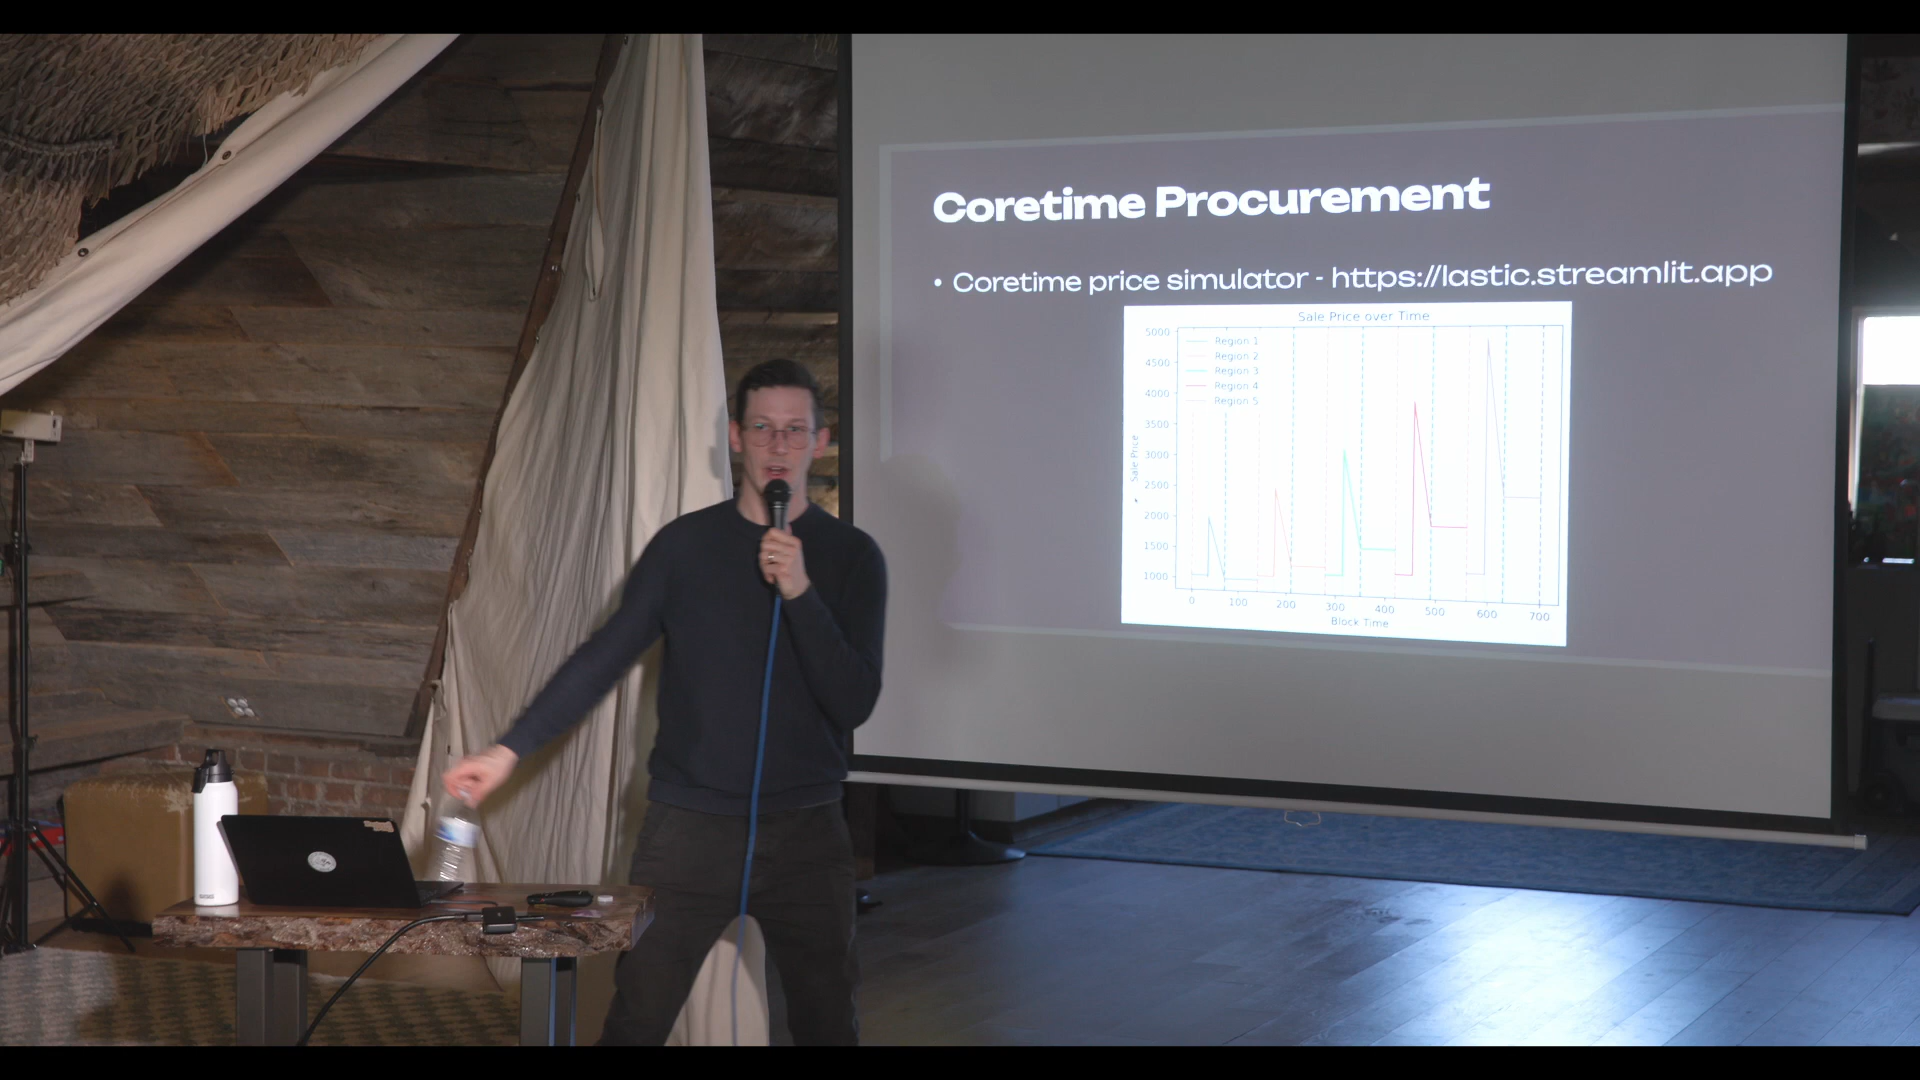 Coretime Procurement
• Coretime price simulator - https://lastic.streamlit.app
Sale Price over Time
Region 1
Region 2
Region 3
Region 4
Region 5
5000
4500
4000
3500
3000
2500
2000
1500
1000
Sale Price
0 100 200 300 400 500 600 700
Block Time